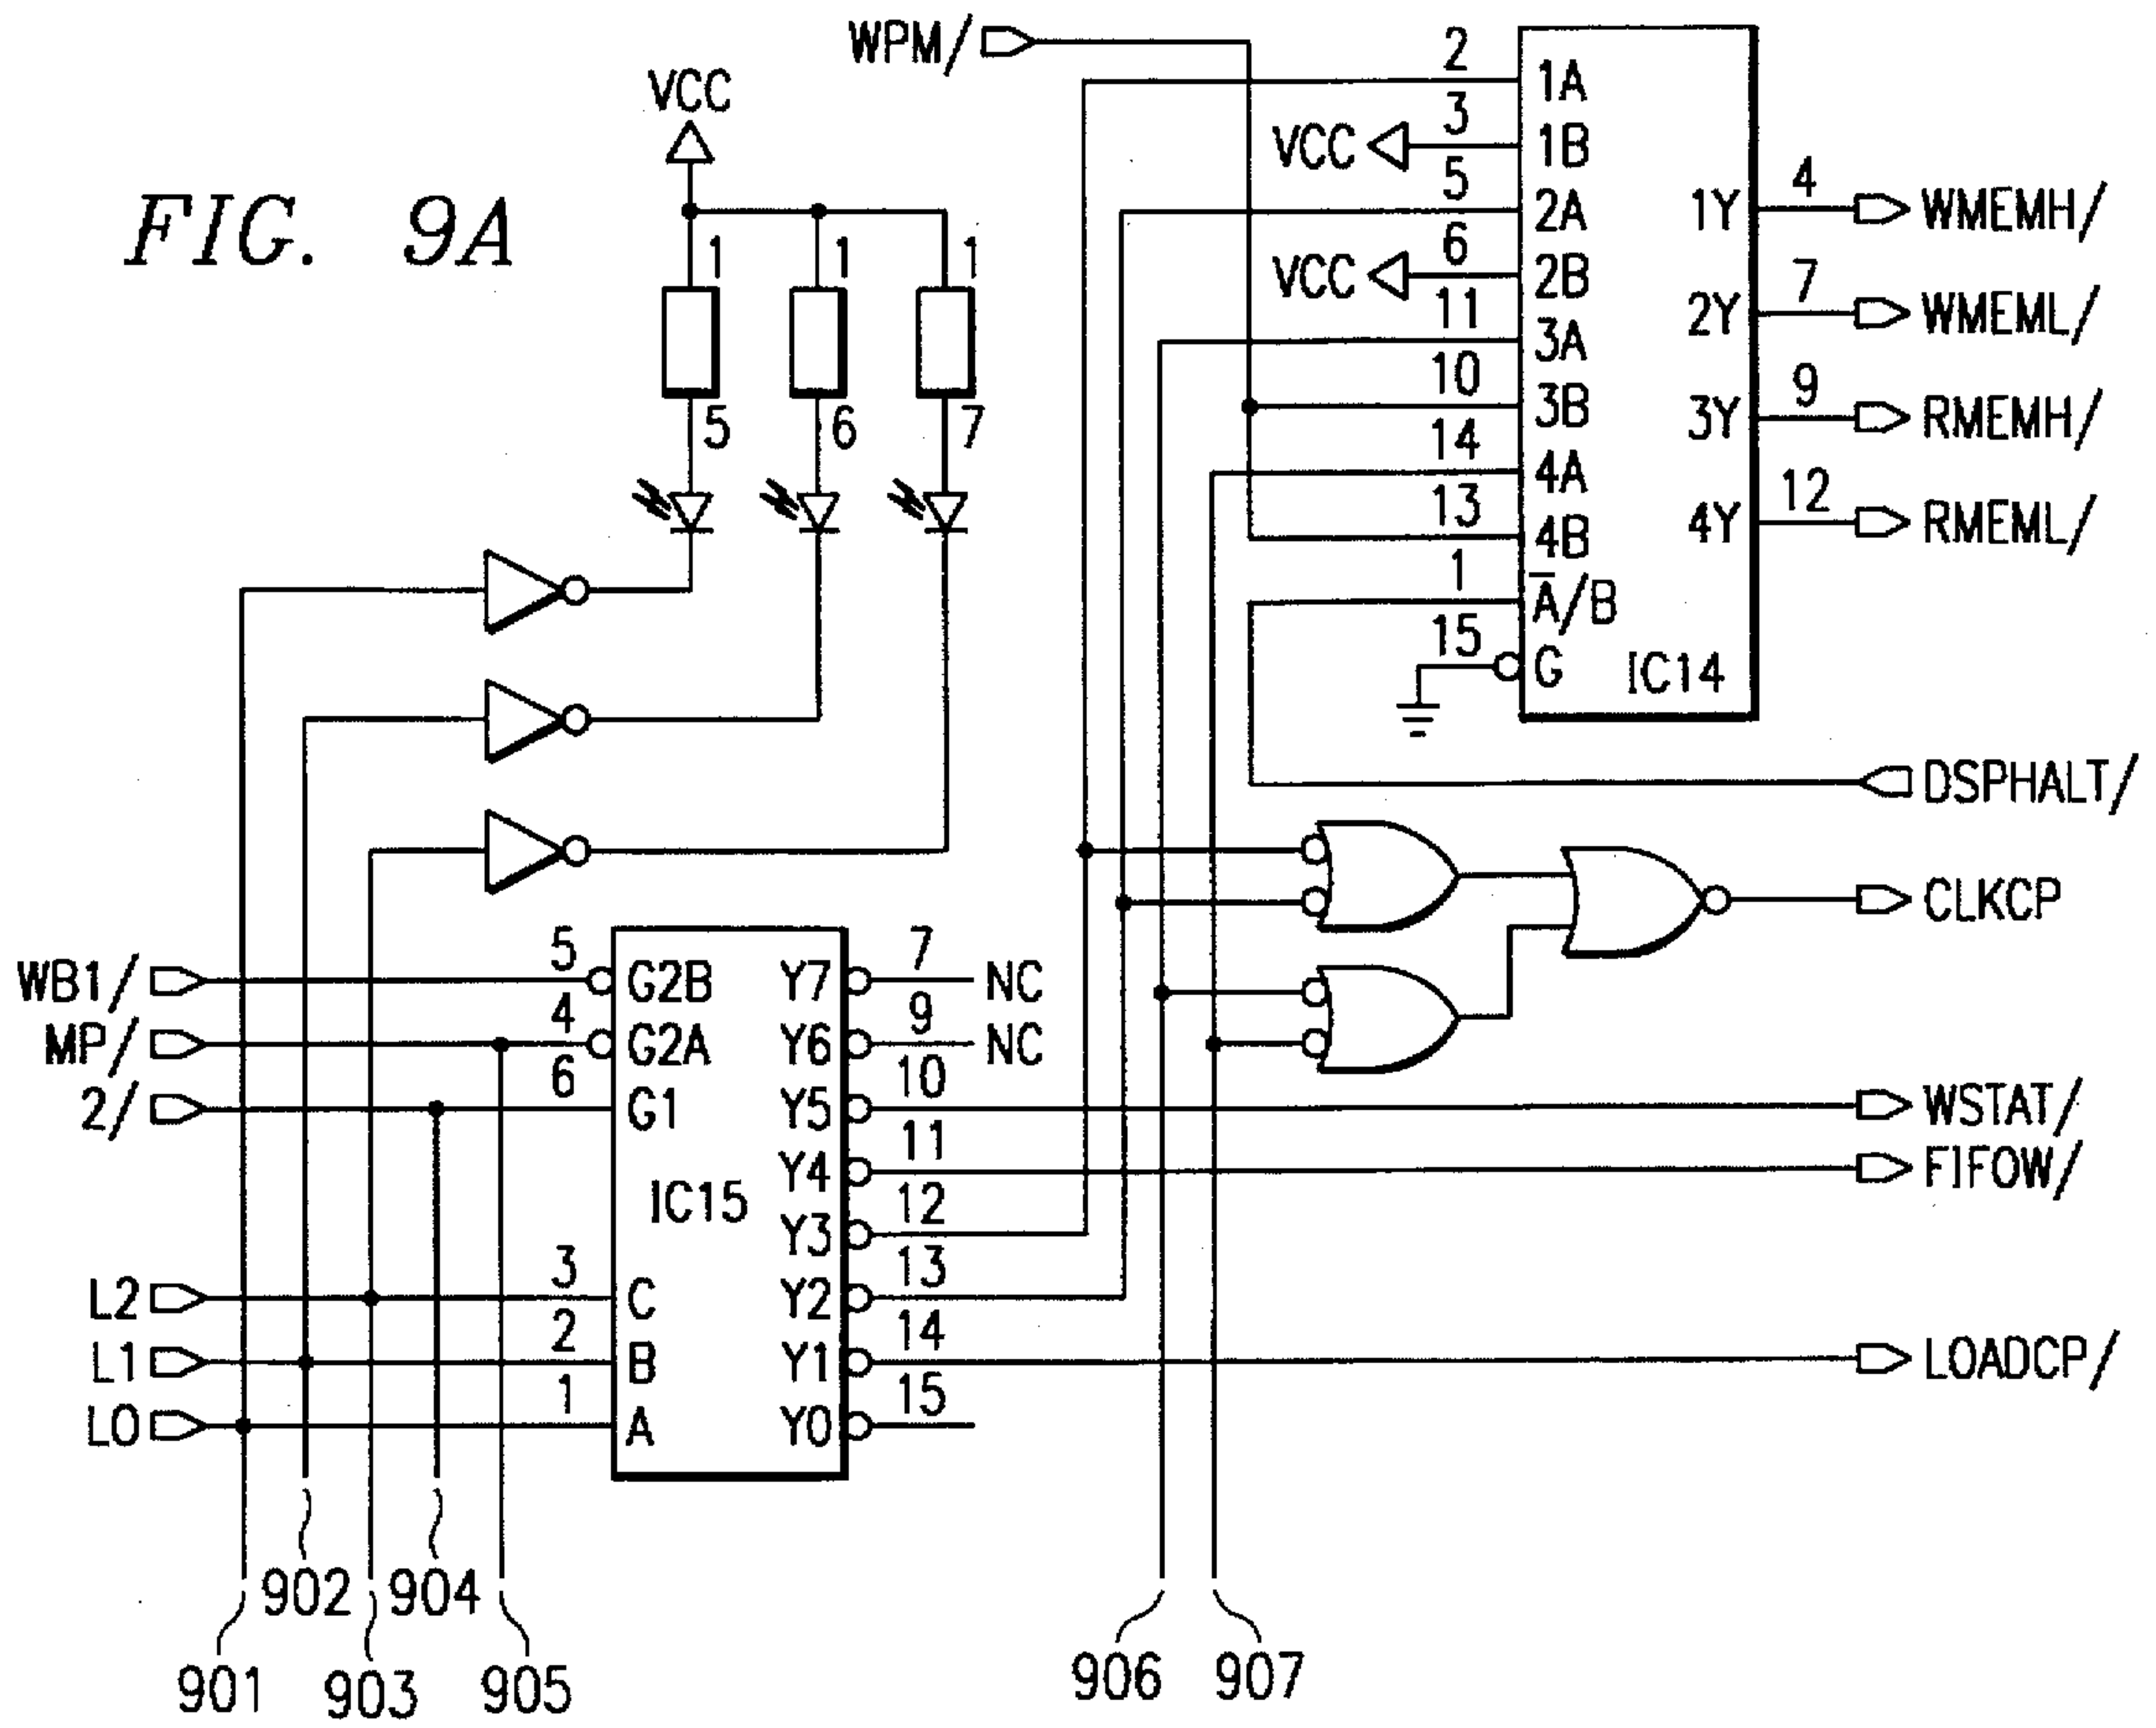 FIG. 9A
VCC
1 1 1
5 6 7
WPM/
2 1A
3 1B
VCC
5 2A
6 2B
VCC
11 3A
10 3B
14 4A
13 4B
1 A̅/B
15 G
IC14
1Y 4 WMEMH/
2Y 7 WMEML/
3Y 9 RMEMH/
4Y 12 RMEML/
DSPHALT/
CLKCP
WB1/ 5 G2B Y7 7 NC
MP/ 4 G2A Y6 9 NC
2/ 6 G1 Y5 10 WSTAT/
Y4 11 FIFOW/
IC15
Y3 12
L2 3 C Y2 13
L1 2 B Y1 14 LOADCP/
L0 1 A Y0 15
902 904
901 903 905 906 907